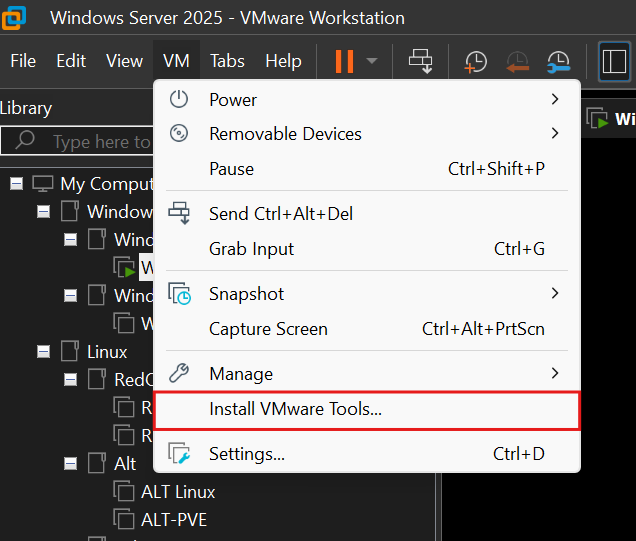 Windows Server 2025 - VMware Workstation
File Edit View VM Tabs Help
Library
Type here to
My Comput
Window
Wind
W
Wind
W
Linux
RedO
R
R
Alt
ALT Linux
ALT-PVE
Power
Removable Devices
Pause Ctrl+Shift+P
Send Ctrl+Alt+Del
Grab Input Ctrl+G
Snapshot
Capture Screen Ctrl+Alt+PrtScn
Manage
Install VMware Tools...
Settings... Ctrl+D
Wi